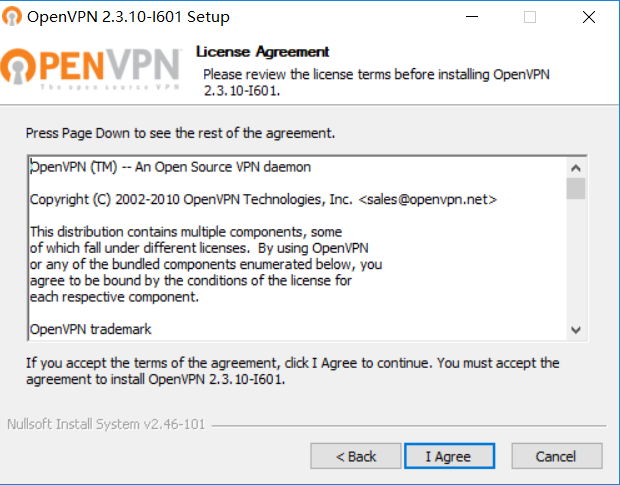 OpenVPN 2.3.10-I601 Setup
OPENVPN
The open source VPN
License Agreement
Please review the license terms before installing OpenVPN
2.3.10-I601.
Press Page Down to see the rest of the agreement.
OpenVPN (TM) -- An Open Source VPN daemon
Copyright (C) 2002-2010 OpenVPN Technologies, Inc. <sales@openvpn.net>
This distribution contains multiple components, some
of which fall under different licenses.  By using OpenVPN
or any of the bundled components enumerated below, you
agree to be bound by the conditions of the license for
each respective component.
OpenVPN trademark
If you accept the terms of the agreement, click I Agree to continue. You must accept the
agreement to install OpenVPN 2.3.10-I601.
Nullsoft Install System v2.46-101
< Back
I Agree
Cancel